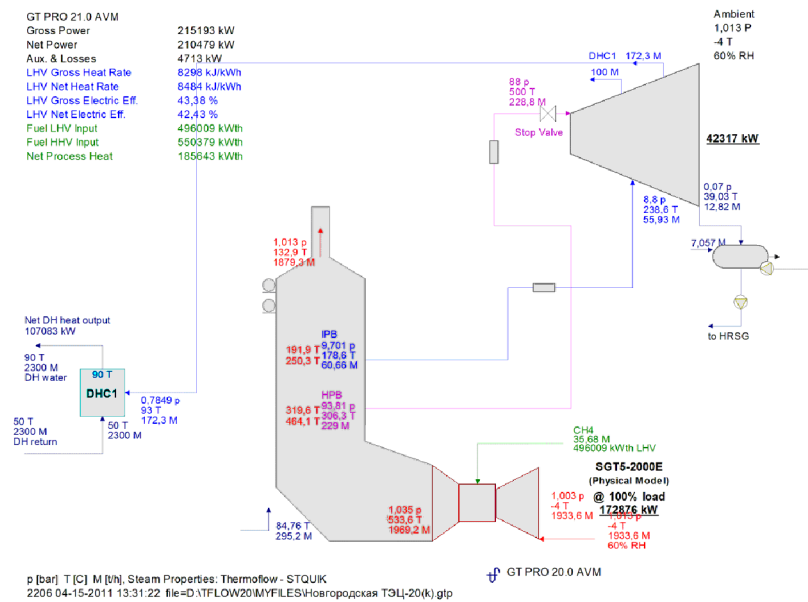 GT PRO 21.0 AVM
Gross Power 215193 kW
Net Power 210479 kW
Aux. & Losses 4713 kW
LHV Gross Heat Rate 8298 kJ/kWh
LHV Net Heat Rate 8484 kJ/kWh
LHV Gross Electric Eff. 43,38 %
LHV Net Electric Eff. 42,43 %
Fuel LHV Input 496009 kWth
Fuel HHV Input 550379 kWth
Net Process Heat 185643 kWth
Ambient
1,013 P
-4 T
60% RH
DHC1 172,3 M
100 M
88 p
500 T
228,8 M
Stop Valve
42317 kW
8,8 p
238,6 T
55,93 M
0,07 p
39,03 T
12,82 M
7,057 M
to HRSG
1,013 p
132,9 T
1879,3 M
IPB
9,701 p
178,6 T
60,66 M
191,9 T
250,3 T
HPB
93,81 p
306,3 T
229 M
319,6 T
464,1 T
Net DH heat output
107083 kW
90 T
2300 M
DH water
90 T
DHC1
0,7849 p
93 T
172,3 M
50 T
2300 M
DH return
50 T
2300 M
84,76 T
295,2 M
1,035 p
533,6 T
1969,2 M
CH4
35,68 M
496009 kWth LHV
SGT5-2000E
(Physical Model)
@ 100% load
172876 kW
1,003 p
-4 T
1933,6 M
1,013 p
-4 T
1933,6 M
60% RH
GT PRO 20.0 AVM
p [bar] T [C] M [t/h], Steam Properties: Thermoflow - STQUIK
2206 04-15-2011 13:31:22 file=D:\TFLOW20\MYFILES\Новгородская ТЭЦ-20(k).gtp